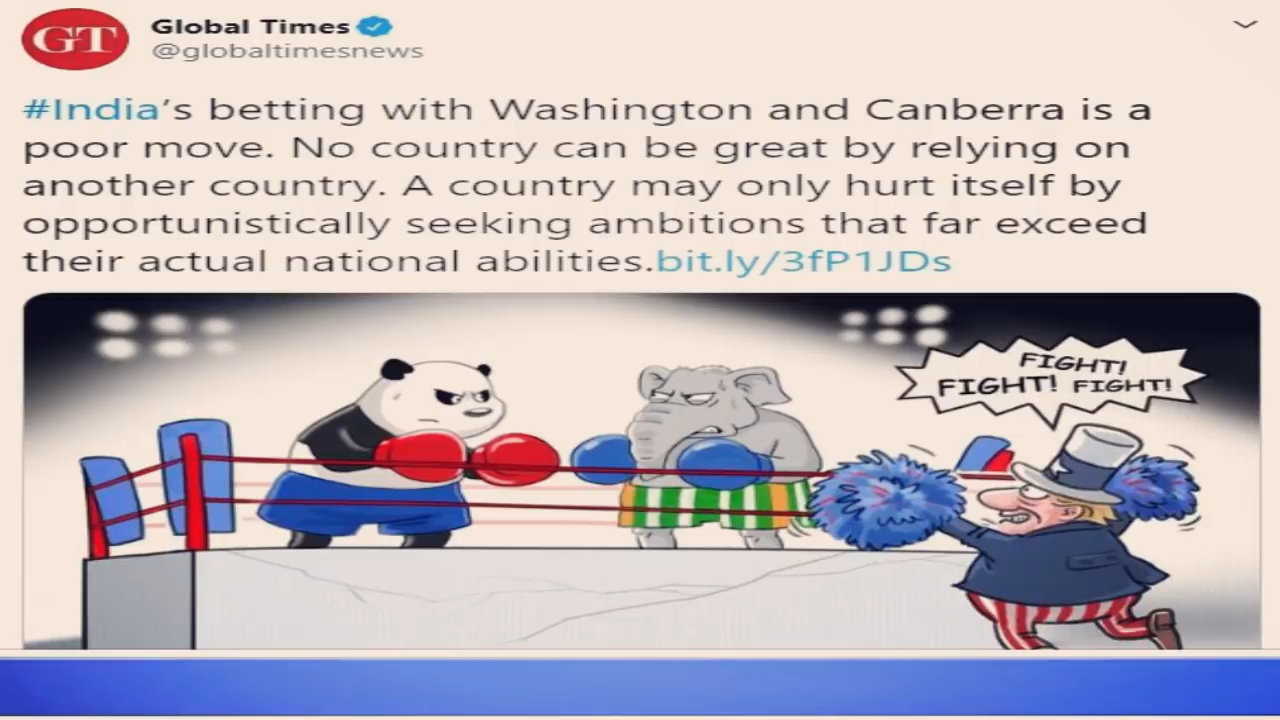 GT
Global Times
@globaltimesnews
#India's betting with Washington and Canberra is a
poor move. No country can be great by relying on
another country. A country may only hurt itself by
opportunistically seeking ambitions that far exceed
their actual national abilities.bit.ly/3fP1JDs
FIGHT!
FIGHT! FIGHT!